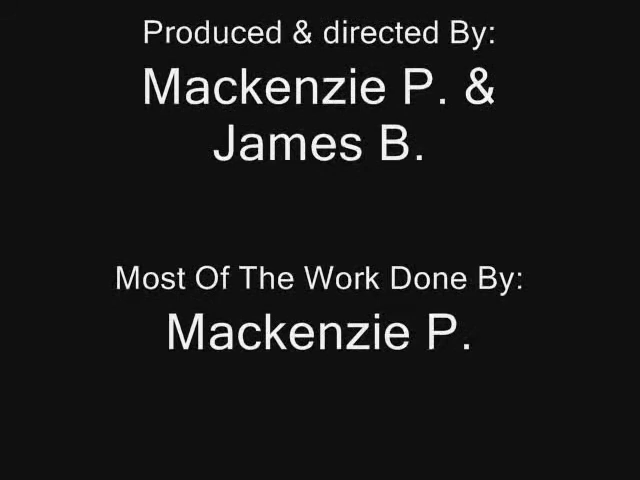 Produced & directed By:
Mackenzie P. &
James B.
Most Of The Work Done By:
Mackenzie P.